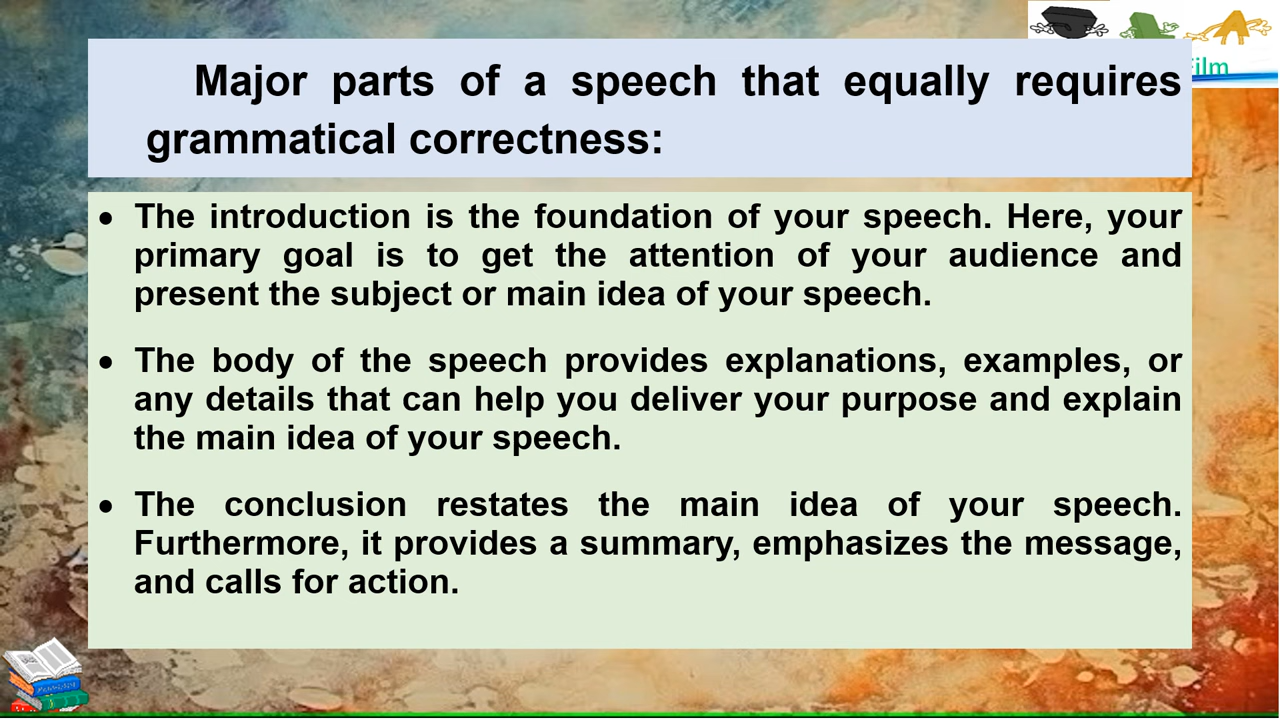 Major parts of a speech that equally requires
grammatical correctness:
• The introduction is the foundation of your speech. Here, your
primary goal is to get the attention of your audience and
present the subject or main idea of your speech.
• The body of the speech provides explanations, examples, or
any details that can help you deliver your purpose and explain
the main idea of your speech.
• The conclusion restates the main idea of your speech.
Furthermore, it provides a summary, emphasizes the message,
and calls for action.